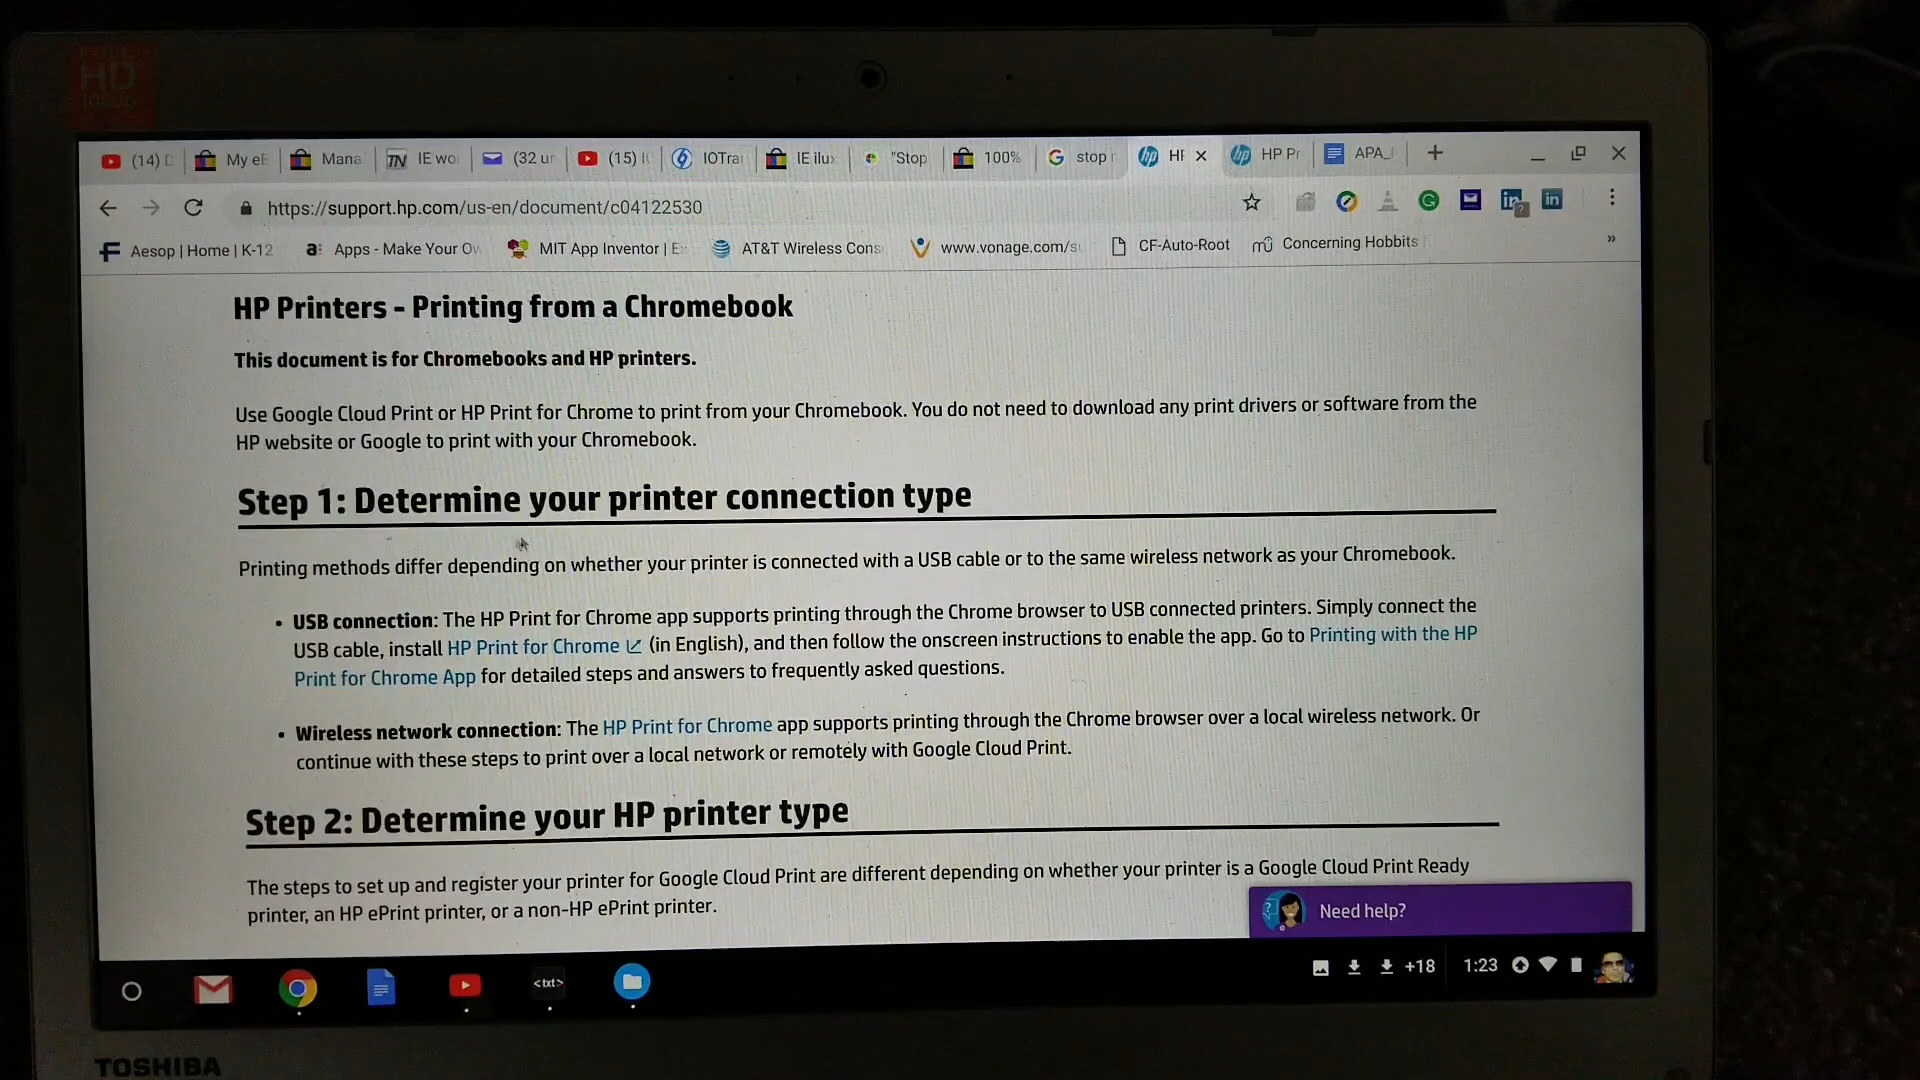 FULL
HD
1080p
(14) D
My eB
Mana
TN
IE wo
(32 un
(15) I
IOTra
IE ilux
"Stop
100%
G
stop r
hp
HP
hp
HP Pr
APA_
https://support.hp.com/us-en/document/c04122530
Aesop | Home | K-12
a:
Apps - Make Your Ow
MIT App Inventor | Ex
AT&T Wireless Cons
www.vonage.com/s
CF-Auto-Root
Concerning Hobbits
»
HP Printers - Printing from a Chromebook
This document is for Chromebooks and HP printers.
Use Google Cloud Print or HP Print for Chrome to print from your Chromebook. You do not need to download any print drivers or software from the
HP website or Google to print with your Chromebook.
Step 1: Determine your printer connection type
Printing methods differ depending on whether your printer is connected with a USB cable or to the same wireless network as your Chromebook.
• USB connection: The HP Print for Chrome app supports printing through the Chrome browser to USB connected printers. Simply connect the
USB cable, install HP Print for Chrome (in English), and then follow the onscreen instructions to enable the app. Go to Printing with the HP
Print for Chrome App for detailed steps and answers to frequently asked questions.
• Wireless network connection: The HP Print for Chrome app supports printing through the Chrome browser over a local wireless network. Or
continue with these steps to print over a local network or remotely with Google Cloud Print.
Step 2: Determine your HP printer type
The steps to set up and register your printer for Google Cloud Print are different depending on whether your printer is a Google Cloud Print Ready
printer, an HP ePrint printer, or a non-HP ePrint printer.
Need help?
<txt>
+18
1:23
TOSHIBA